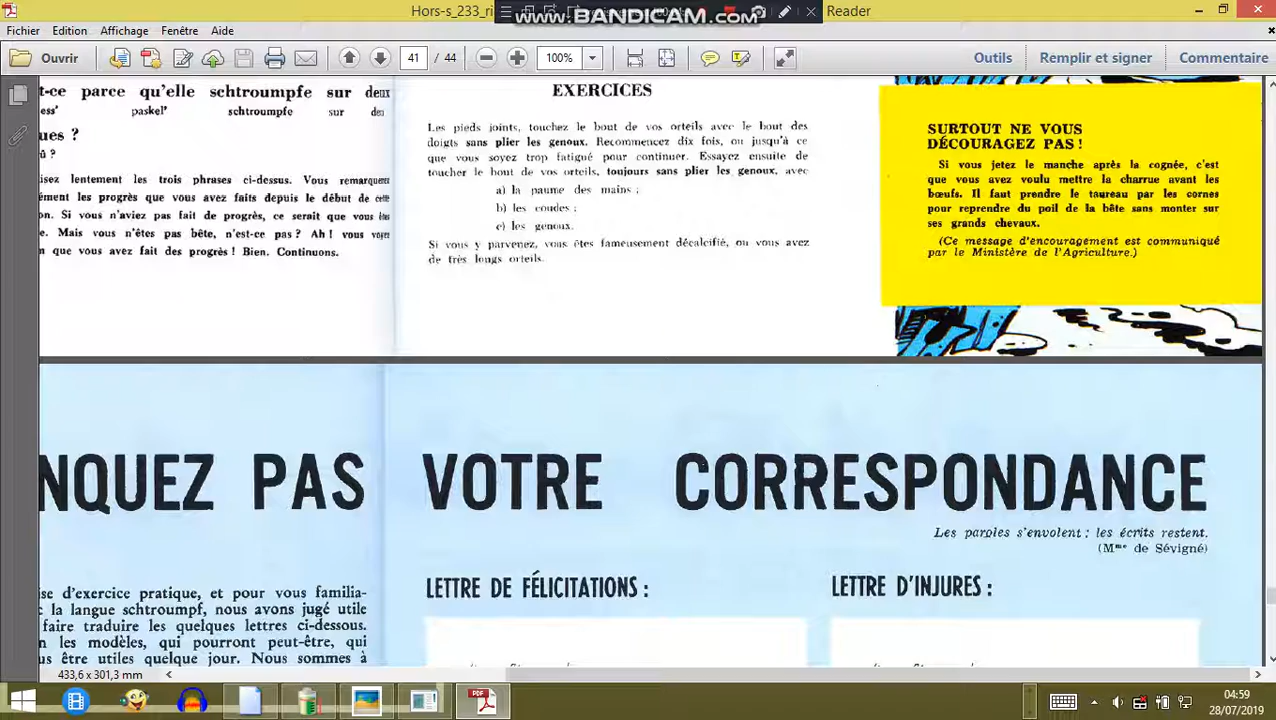 Hors-s_233_ri
www.BANDICAM.com
Reader
Fichier Edition Affichage Fenêtre Aide
Ouvrir
41 / 44
100%
Outils Remplir et signer Commentaire
t-ce parce qu'elle schtroumpfe sur deux
ess' paskel' schtroumpfe sur
ues ?
û ?
isez lentement les trois phrases ci-dessus. Vous remarquerez
ément les progrès que vous avez faits depuis le début de cette
on. Si vous n'aviez pas fait de progrès, ce serait que vous êtes
e. Mais vous n'êtes pas bête, n'est-ce pas ? Ah ! vous voyez
n que vous avez fait des progrès ! Bien. Continuons.
EXERCICES
Les pieds joints, touchez le bout de vos orteils avec le bout des
doigts sans plier les genoux. Recommencez dix fois, ou jusqu'à ce
que vous soyez trop fatigué pour continuer. Essayez ensuite de
toucher le bout de vos orteils, toujours sans plier les genoux, avec
a) la paume des mains ;
b) les coudes ;
c) les genoux.
Si vous y parvenez, vous êtes fameusement décalcifié, ou vous avez
de très longs orteils.
SURTOUT NE VOUS
DÉCOURAGEZ PAS !
Si vous jetez le manche après la cognée, c'est
que vous avez voulu mettre la charrue avant les
bœufs. Il faut prendre le taureau par les cornes
pour reprendre du poil de la bête sans monter sur
ses grands chevaux.
(Ce message d'encouragement est communiqué
par le Ministère de l'Agriculture.)
NQUEZ PAS VOTRE CORRESPONDANCE
Les paroles s'envolent ; les écrits restent.
(Mme de Sévigné)
ise d'exercice pratique, et pour vous familia-
la langue schtroumpf, nous avons jugé utile
faire traduire les quelques lettres ci-dessous.
n les modèles, qui pourront peut-être, qui
us être utiles quelque jour. Nous sommes à
LETTRE DE FÉLICITATIONS :
LETTRE D'INJURES :
433,6 x 301,3 mm
04:59
28/07/2019